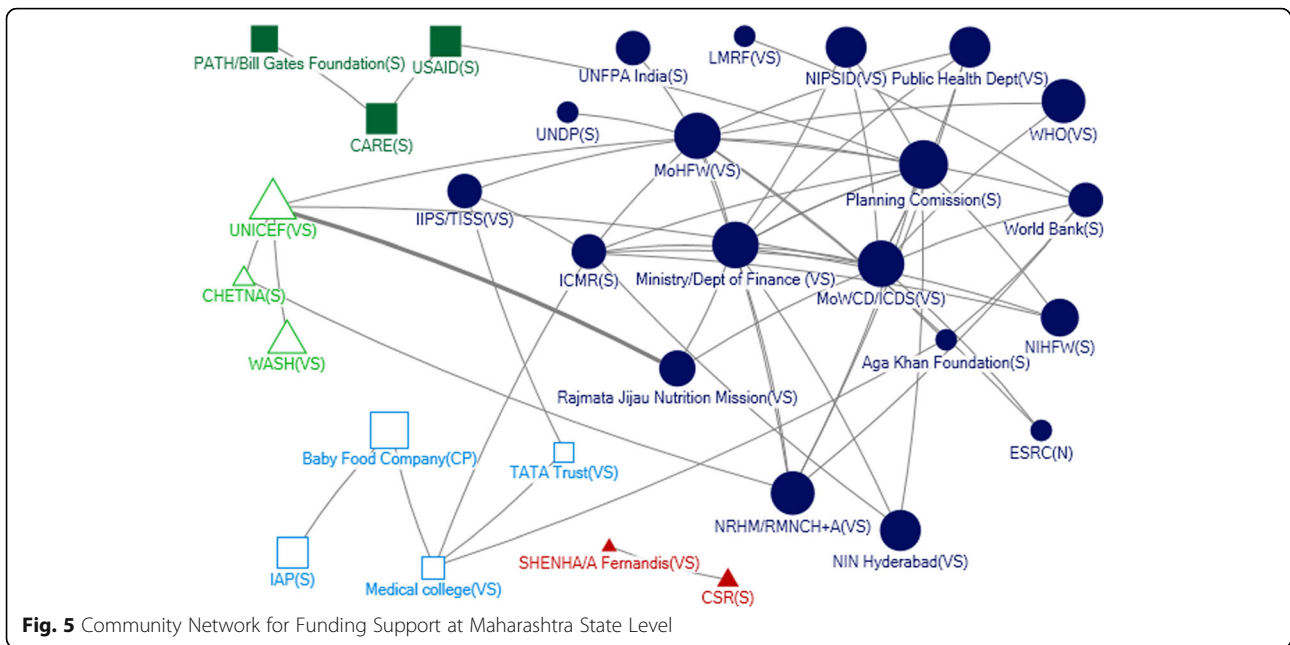 PATH/Bill Gates Foundation(S)
USAID(S)
CARE(S)
UNFPA India(S)
LMRF(VS)
NIPSID(VS)
Public Health Dept(VS)
UNDP(S)
WHO(VS)
MoHFW(VS)
Planning Comission(S)
UNICEF(VS)
IIPS/TISS(VS)
World Bank(S)
CHETNA(S)
ICMR(S)
Ministry/Dept of Finance (VS)
MoWCD/ICDS(VS)
WASH(VS)
NIHFW(S)
Aga Khan Foundation(S)
Rajmata Jijau Nutrition Mission(VS)
Baby Food Company(CP)
TATA Trust(VS)
ESRC(N)
NRHM/RMNCH+A(VS)
NIN Hyderabad(VS)
IAP(S)
Medical college(VS)
SHENHA/A Fernandis(VS)
CSR(S)
Fig. 5 Community Network for Funding Support at Maharashtra State Level